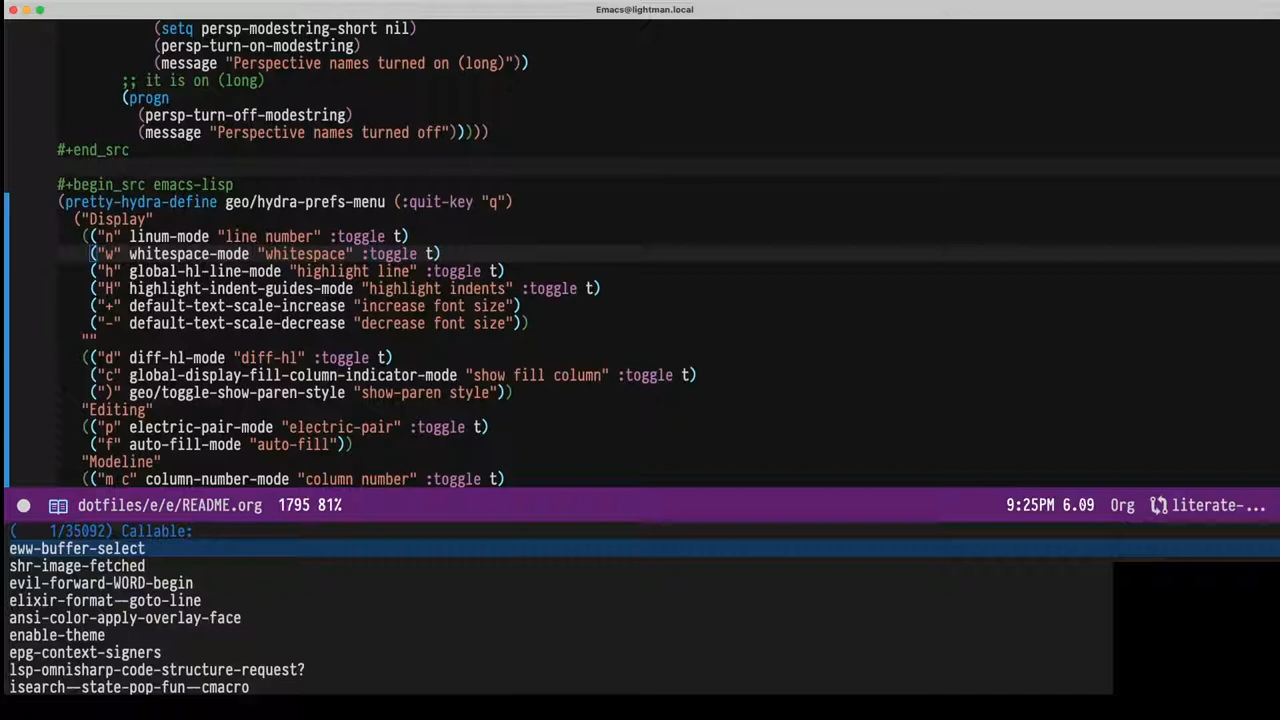 Emacs@lightman.local
(setq persp-modestring-short nil)
(persp-turn-on-modestring)
(message "Perspective names turned on (long)"))
;; it is on (long)
(progn
(persp-turn-off-modestring)
(message "Perspective names turned off")))))
#+end_src
#+begin_src emacs-lisp
(pretty-hydra-define geo/hydra-prefs-menu (:quit-key "q")
("Display"
(("n" linum-mode "line number" :toggle t)
("w" whitespace-mode "whitespace" :toggle t)
("h" global-hl-line-mode "highlight line" :toggle t)
("H" highlight-indent-guides-mode "highlight indents" :toggle t)
("+" default-text-scale-increase "increase font size")
("-" default-text-scale-decrease "decrease font size"))
""
(("d" diff-hl-mode "diff-hl" :toggle t)
("c" global-display-fill-column-indicator-mode "show fill column" :toggle t)
(")" geo/toggle-show-paren-style "show-paren style"))
"Editing"
(("p" electric-pair-mode "electric-pair" :toggle t)
("f" auto-fill-mode "auto-fill"))
"Modeline"
(("m c" column-number-mode "column number" :toggle t)
dotfiles/e/e/README.org 1795 81% 9:25PM 6.09 Org literate-...
( 1/35092) Callable:
eww-buffer-select
shr-image-fetched
evil-forward-WORD-begin
elixir-format--goto-line
ansi-color-apply-overlay-face
enable-theme
epg-context-signers
lsp-omnisharp-code-structure-request?
isearch--state-pop-fun--cmacro